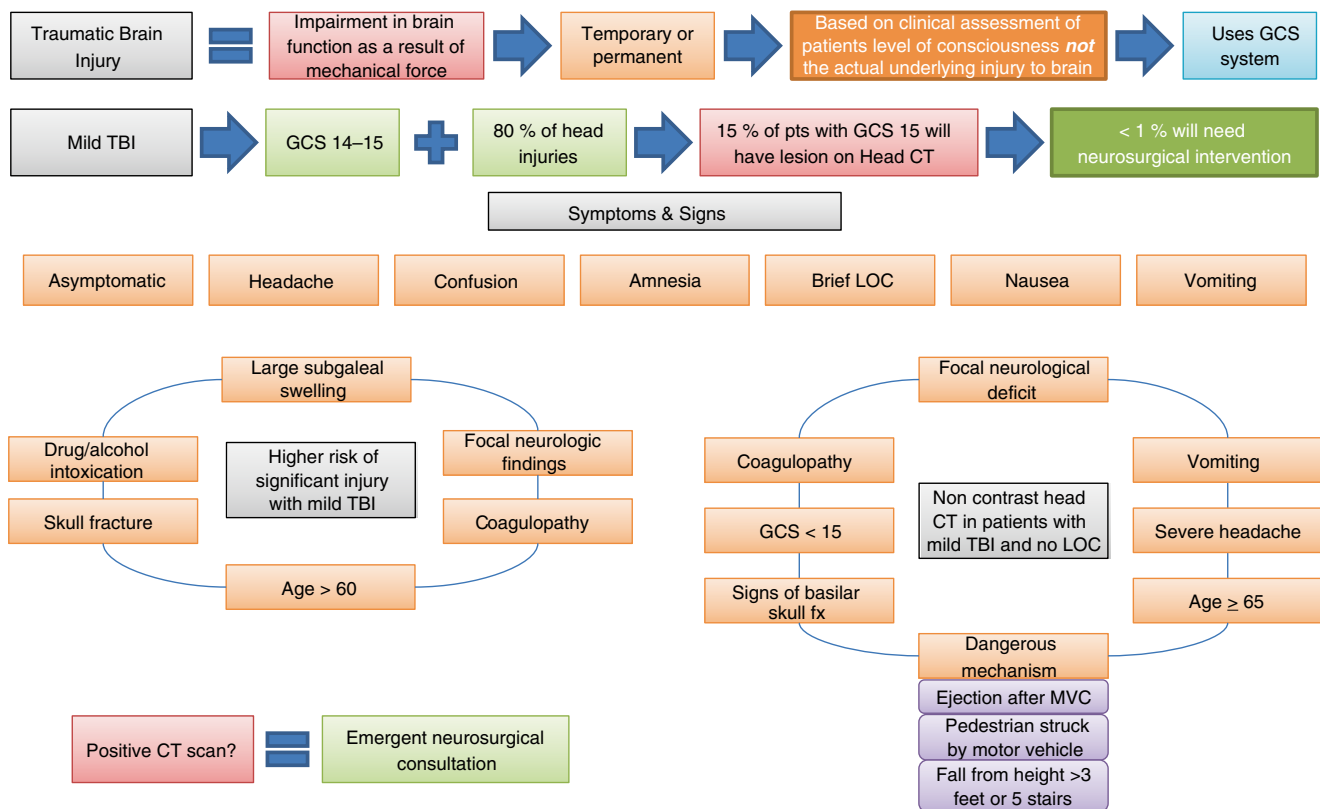 Traumatic Brain
Injury
Impairment in brain
function as a result of
mechanical force
Temporary or
permanent
Based on clinical assessment of
patients level of consciousness not
the actual underlying injury to brain
Uses GCS
system
Mild TBI
GCS 14–15
80 % of head
injuries
15 % of pts with GCS 15 will
have lesion on Head CT
< 1 % will need
neurosurgical intervention
Symptoms & Signs
Asymptomatic
Headache
Confusion
Amnesia
Brief LOC
Nausea
Vomiting
Large subgaleal
swelling
Drug/alcohol
intoxication
Skull fracture
Higher risk of
significant injury
with mild TBI
Focal neurologic
findings
Coagulopathy
Age > 60
Focal neurological
deficit
Coagulopathy
GCS < 15
Signs of basilar
skull fx
Non contrast head
CT in patients with
mild TBI and no LOC
Vomiting
Severe headache
Age ≥ 65
Dangerous
mechanism
Ejection after MVC
Pedestrian struck
by motor vehicle
Fall from height >3
feet or 5 stairs
Positive CT scan?
Emergent neurosurgical
consultation